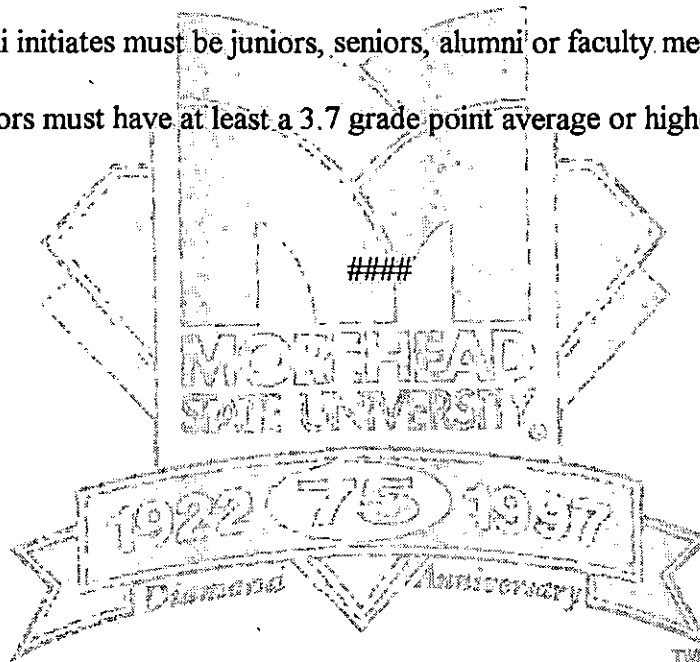 i initiates must be juniors, seniors, alumni or faculty me
ors must have at least a 3.7 grade point average or high
####
MOREHEAD
STATE UNIVERSITY®
1922 75 1997
Diamond Anniversary
TM